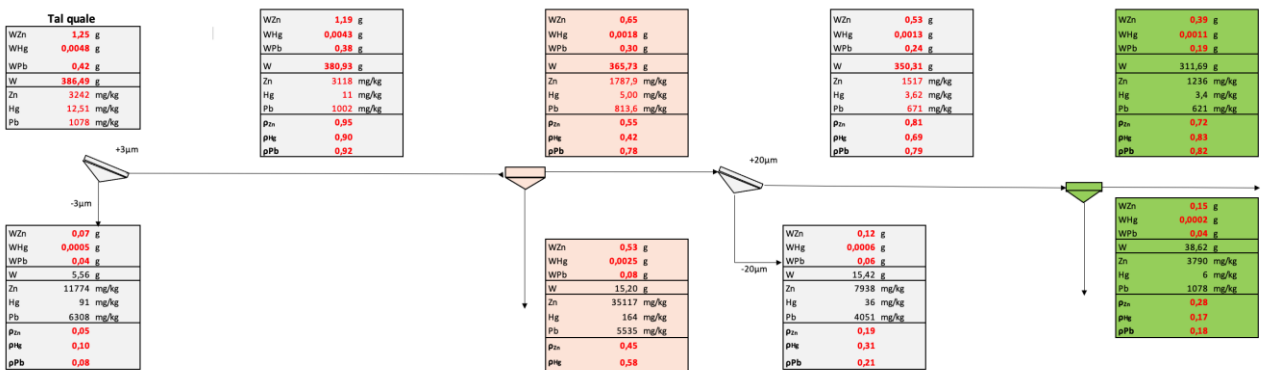 Tal quale
WZn 1,25 g
WHg 0,0048 g
WPb 0,42 g
W 386,49 g
Zn 3242 mg/kg
Hg 12,51 mg/kg
Pb 1078 mg/kg
WZn 1,19 g
WHg 0,0043 g
WPb 0,38 g
W 380,93 g
Zn 3118 mg/kg
Hg 11 mg/kg
Pb 1002 mg/kg
ρZn 0,95
ρHg 0,90
ρPb 0,92
WZn 0,65
WHg 0,0018 g
WPb 0,30 g
W 365,73 g
Zn 1787,9 mg/kg
Hg 5,00 mg/kg
Pb 813,6 mg/kg
ρZn 0,55
ρHg 0,42
ρPb 0,78
WZn 0,53 g
WHg 0,0013 g
WPb 0,24 g
W 350,31 g
Zn 1517 mg/kg
Hg 3,62 mg/kg
Pb 671 mg/kg
ρZn 0,81
ρHg 0,69
ρPb 0,79
WZn 0,39 g
WHg 0,0011 g
WPb 0,19 g
W 311,69 g
Zn 1236 mg/kg
Hg 3,4 mg/kg
Pb 621 mg/kg
ρZn 0,72
ρHg 0,83
ρPb 0,82
+3µm
-3µm
+20µm
-20µm
WZn 0,07 g
WHg 0,0005 g
WPb 0,04 g
W 5,56 g
Zn 11774 mg/kg
Hg 91 mg/kg
Pb 6308 mg/kg
ρZn 0,05
ρHg 0,10
ρPb 0,08
WZn 0,53 g
WHg 0,0025 g
WPb 0,08 g
W 15,20 g
Zn 35117 mg/kg
Hg 164 mg/kg
Pb 5535 mg/kg
ρZn 0,45
ρHg 0,58
WZn 0,12 g
WHg 0,0006 g
WPb 0,06 g
W 15,42 g
Zn 7938 mg/kg
Hg 36 mg/kg
Pb 4051 mg/kg
ρZn 0,19
ρHg 0,31
ρPb 0,21
WZn 0,15 g
WHg 0,0002 g
WPb 0,04 g
W 38,62 g
Zn 3790 mg/kg
Hg 6 mg/kg
Pb 1078 mg/kg
ρZn 0,28
ρHg 0,17
ρPb 0,18